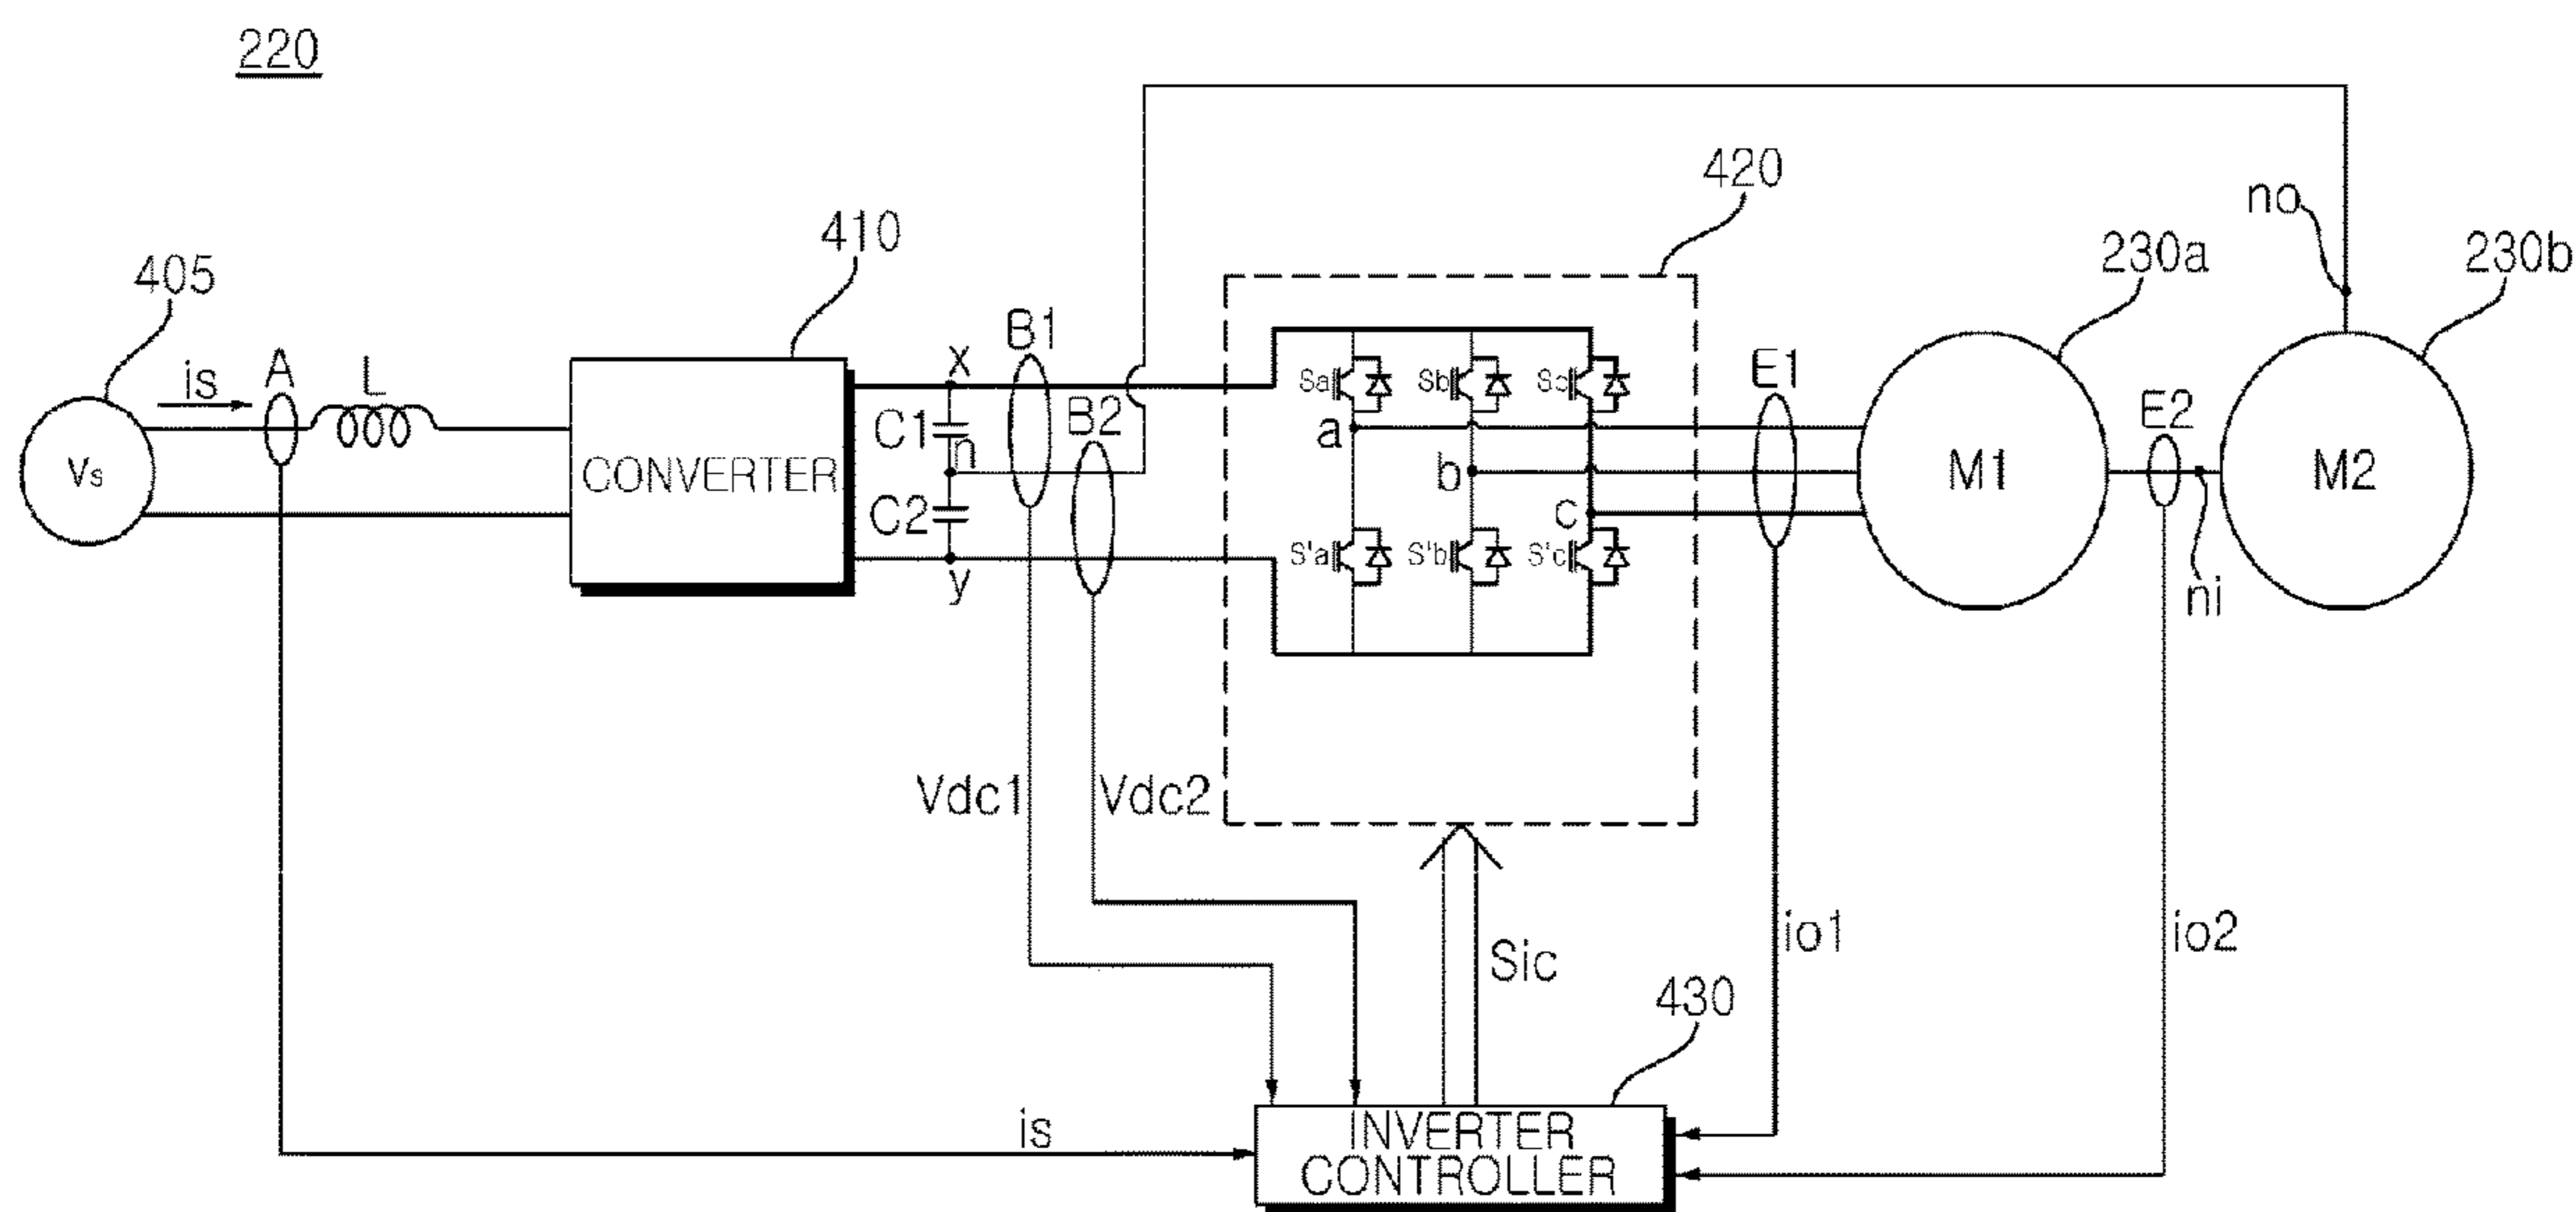 220
420
no
410
230a
230b
405
is
A
L
x
B1
B2
Sa
Sb
Sc
E1
E2
C1
n
a
Vs
CONVERTER
b
M1
M2
C2
c
S'a
S'b
S'c
y
ni
Vdc1
Vdc2
Sic
io1
io2
430
is
INVERTER
CONTROLLER